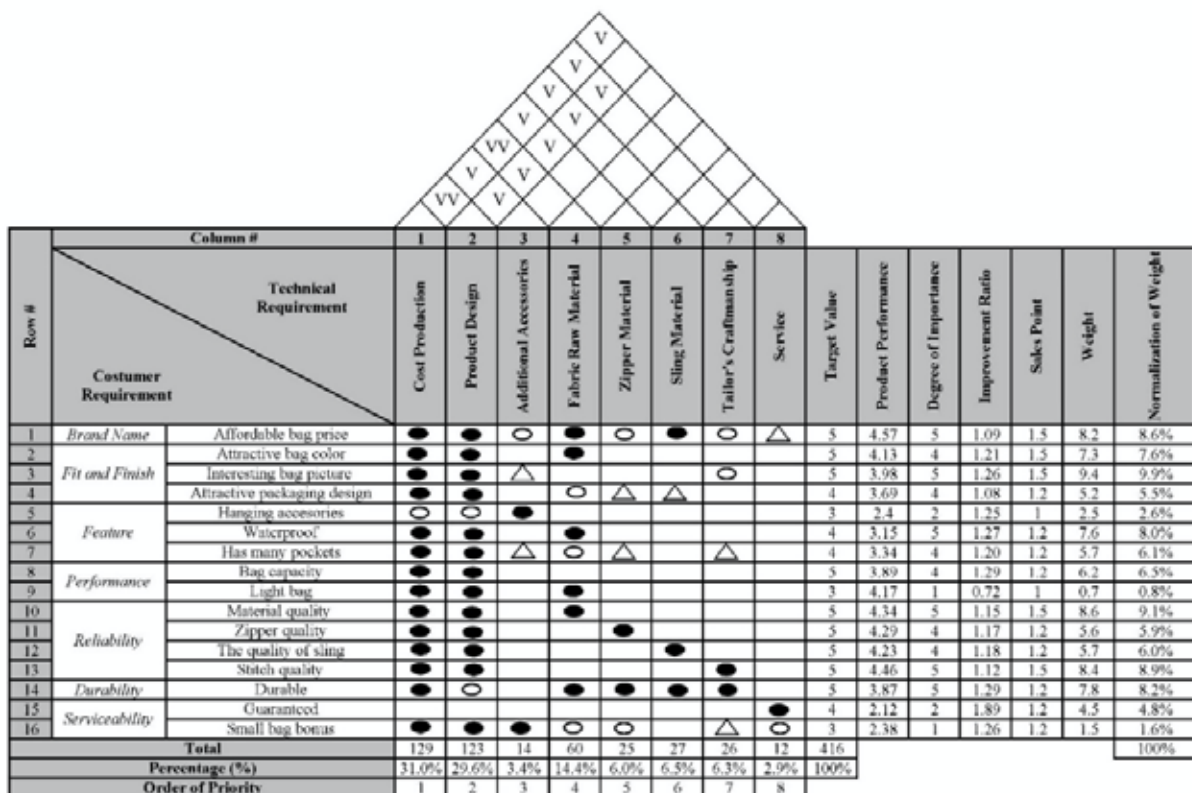 V
V
V V
V V
VV V
V V
VV V
Column # 1 2 3 4 5 6 7 8
Row #
Technical Requirement
Costumer Requirement
Cost Production
Product Design
Additional Accessories
Fabric Raw Material
Zipper Material
Sling Material
Tailor's Craftmanship
Service
Target Value
Product Performance
Degree of Importance
Improvement Ratio
Sales Point
Weight
Normalization of Weight
1 Brand Name Affordable bag price 5 4.57 5 1.09 1.5 8.2 8.6%
2 Fit and Finish Attractive bag color 5 4.13 4 1.21 1.5 7.3 7.6%
3 Interesting bag picture 5 3.98 5 1.26 1.5 9.4 9.9%
4 Attractive packaging design 4 3.69 4 1.08 1.2 5.2 5.5%
5 Feature Hanging accesories 3 2.4 2 1.25 1 2.5 2.6%
6 Waterproof 4 3.15 5 1.27 1.2 7.6 8.0%
7 Has many pockets 4 3.34 4 1.20 1.2 5.7 6.1%
8 Performance Bag capacity 5 3.89 4 1.29 1.2 6.2 6.5%
9 Light bag 3 4.17 1 0.72 1 0.7 0.8%
10 Reliability Material quality 5 4.34 5 1.15 1.5 8.6 9.1%
11 Zipper quality 5 4.29 4 1.17 1.2 5.6 5.9%
12 The quality of sling 5 4.23 4 1.18 1.2 5.7 6.0%
13 Stitch quality 5 4.46 5 1.12 1.5 8.4 8.9%
14 Durability Durable 5 3.87 5 1.29 1.2 7.8 8.2%
15 Serviceability Guaranteed 4 2.12 2 1.89 1.2 4.5 4.8%
16 Small bag bonus 3 2.38 1 1.26 1.2 1.5 1.6%
Total 129 123 14 60 25 27 26 12 416 100%
Percentage (%) 31.0% 29.6% 3.4% 14.4% 6.0% 6.5% 6.3% 2.9% 100%
Order of Priority 1 2 3 4 5 6 7 8